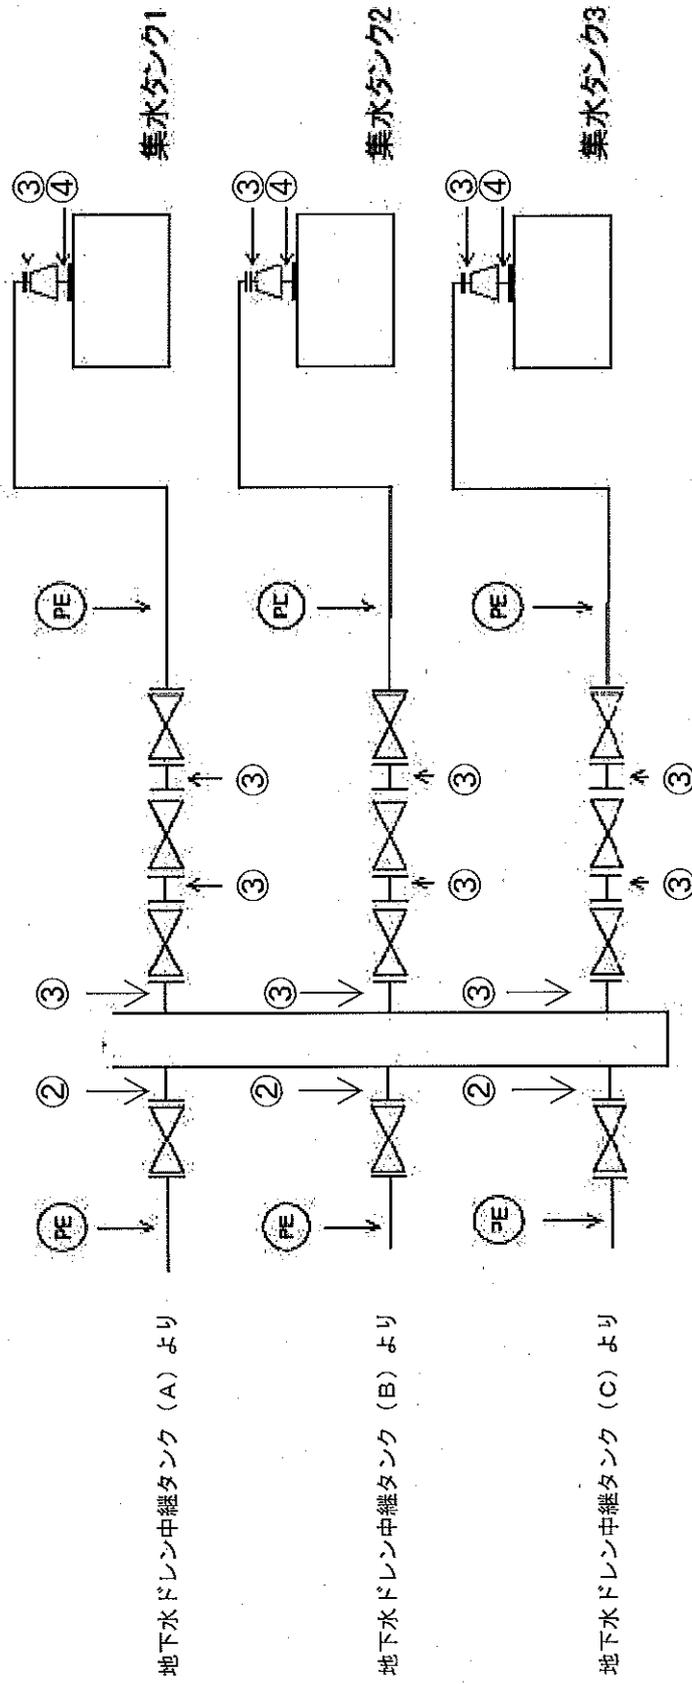 ③
④
PE
②
③
PE
地下水ドレン中継タンク（A）より
集水タンク1
③
③
③
④
PE
②
③
PE
地下水ドレン中継タンク（B）より
集水タンク2
③
③
③
④
PE
②
③
PE
地下水ドレン中継タンク（C）より
集水タンク3
③
③